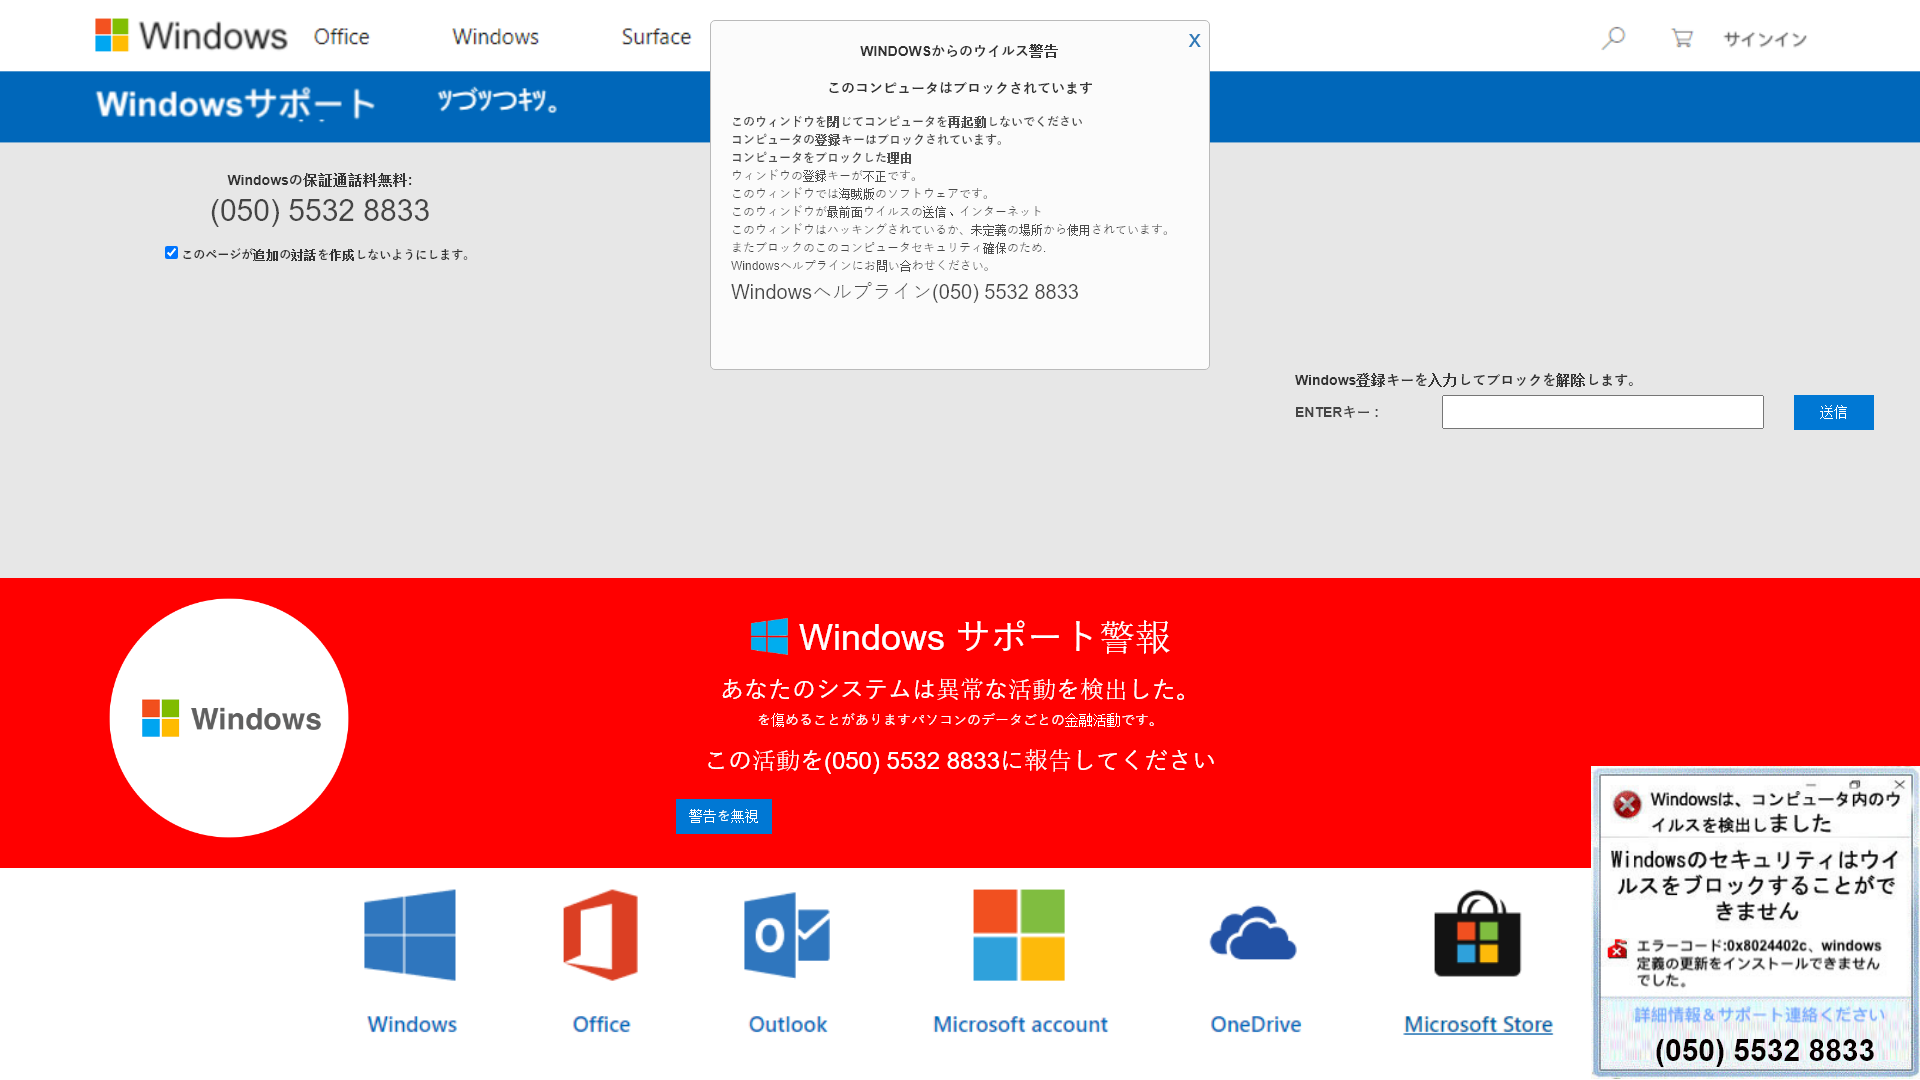 Windows
Office
Windows
Surface
サインイン
Windowsサポート
ツづツつキツ。
X
WINDOWSからのウイルス警告
このコンピュータはブロックされています
このウィンドウを閉じてコンピュータを再起動しないでください
コンピュータの登録キーはブロックされています。
コンピュータをブロックした理由
ウィンドウの登録キーが不正です。
このウィンドウでは海賊版のソフトウェアです。
このウィンドウが最前面ウイルスの送信、インターネット
このウィンドウはハッキングされているか、未定義の場所から使用されています。
またブロックのこのコンピュータセキュリティ確保のため.
Windowsヘルプラインにお問い合わせください。
Windowsヘルプライン(050) 5532 8833
Windowsの保証通話料無料:
(050) 5532 8833
このページが追加の対話を作成しないようにします。
Windows登録キーを入力してブロックを解除します。
ENTERキー：
送信
Windows
Windows サポート警報
あなたのシステムは異常な活動を検出した。
を傷めることがありますパソコンのデータごとの金融活動です。
この活動を(050) 5532 8833に報告してください
警告を無視
Windowsは、コンピュータ内のウ
イルスを検出しました
Windowsのセキュリティはウイ
ルスをブロックすることがで
きません
エラーコード:0x8024402c、windows
定義の更新をインストールできません
でした。
詳細情報＆サポート連絡ください
(050) 5532 8833
Windows
Office
Outlook
Microsoft account
OneDrive
Microsoft Store